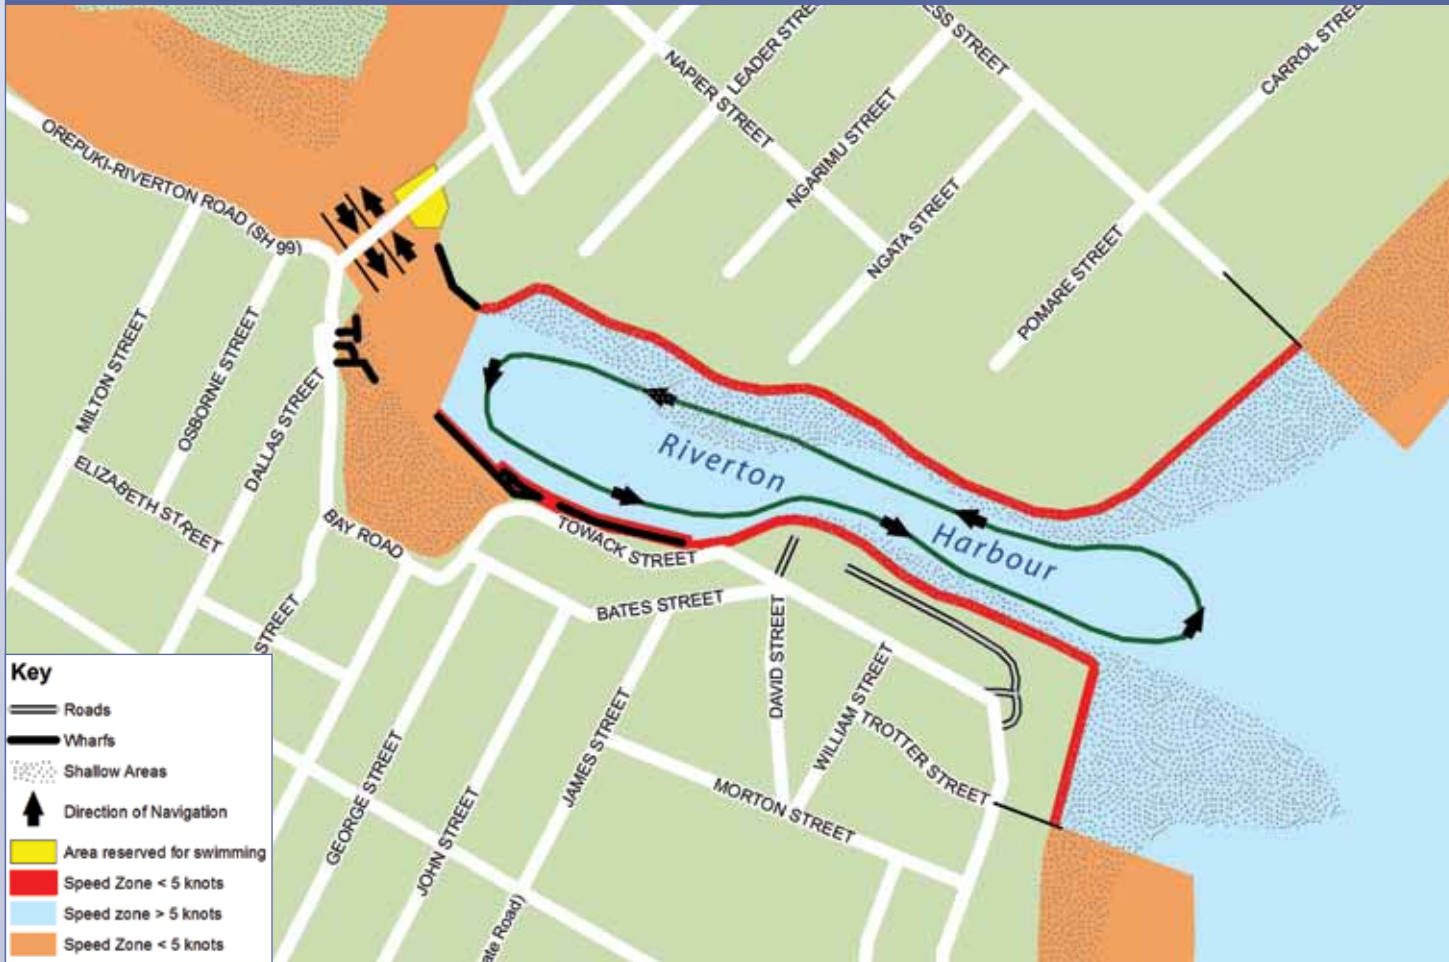 NAPIER STREET
LEADER STRE
ESS STREET
CARROL STREE
OREPUKI-RIVERTON ROAD (SH 99)
NGARIMU STREET
NGATA STREET
POMARE STREET
MILTON STREET
OSBORNE STREET
DALLAS STREET
ELIZABETH STREET
BAY ROAD
Riverton
Harbour
TOWACK STREET
BATES STREET
STREET
DAVID STREET
WILLIAM STREET
TROTTER STREET
MORTON STREET
JAMES STREET
GEORGE STREET
JOHN STREET
ate Road)
Key
Roads
Wharfs
Shallow Areas
Direction of Navigation
Area reserved for swimming
Speed Zone < 5 knots
Speed zone > 5 knots
Speed Zone < 5 knots